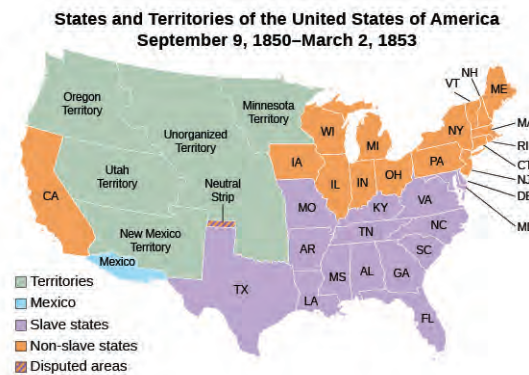 States and Territories of the United States of America
September 9, 1850–March 2, 1853
Oregon
Territory
Minnesota
Territory
Unorganized
Territory
Utah
Territory
Neutral
Strip
New Mexico
Territory
Mexico
CA
TX
IA
WI
MI
IL
IN
OH
PA
NY
VT
NH
ME
MA
RI
CT
NJ
DE
MO
KY
VA
TN
NC
AR
SC
MS
AL
GA
LA
FL
Territories
Mexico
Slave states
Non-slave states
Disputed areas